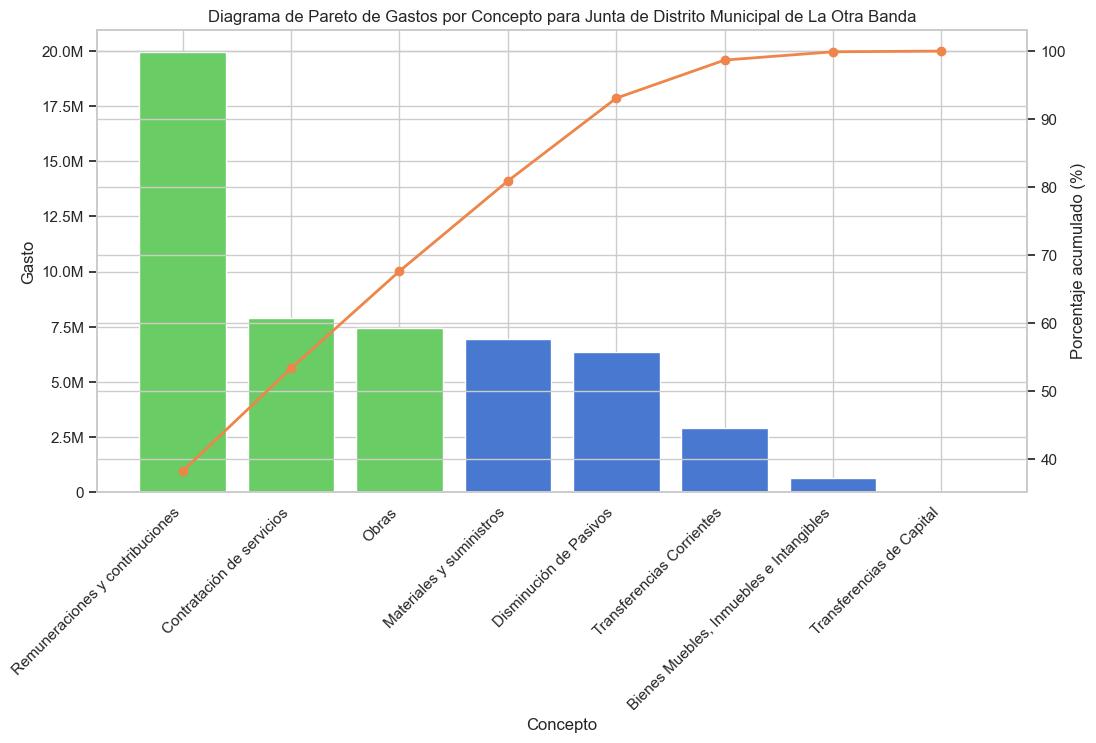 Diagrama de Pareto de Gastos por Concepto para Junta de Distrito Municipal de La Otra Banda
20.0M
17.5M
15.0M
12.5M
10.0M
7.5M
5.0M
2.5M
0
Gasto
100
90
80
70
60
50
40
Porcentaje acumulado (%)
Remuneraciones y contribuciones
Contratación de servicios
Obras
Materiales y suministros
Disminución de Pasivos
Transferencias Corrientes
Bienes Muebles, Inmuebles e Intangibles
Transferencias de Capital
Concepto